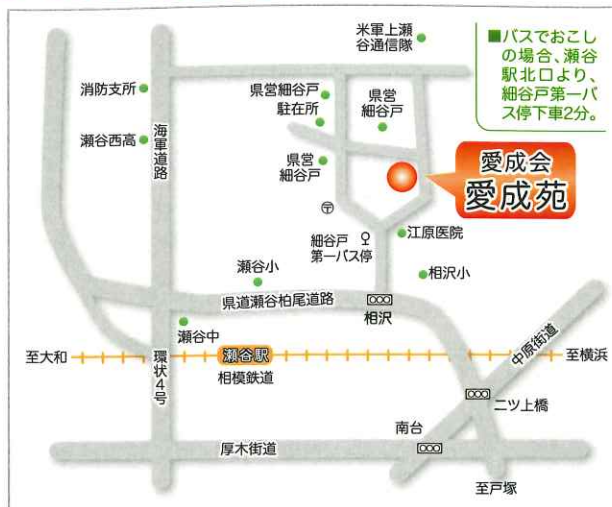 米軍上瀬
谷通信隊
■バスでおこし
の場合、瀬谷
駅北口より、
細谷戸第一バ
ス停下車2分。
消防支所
県営細谷戸
駐在所
県営
細谷戸
瀬谷西高
海軍道路
県営
細谷戸
愛成会
愛成苑
〒
細谷戸
第一バス停
江原医院
瀬谷小
相沢小
県道瀬谷柏尾道路
相沢
瀬谷中
中原街道
至大和
環状4号
瀬谷駅
至横浜
相模鉄道
二ツ上橋
南台
厚木街道
至戸塚